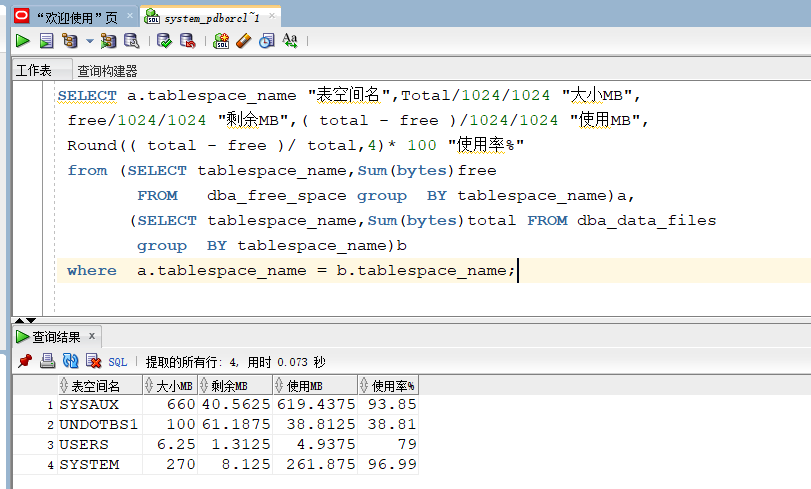 “欢迎使用”页 system_pdborcl~1
工作表 查询构建器
SELECT a.tablespace_name "表空间名",Total/1024/1024 "大小MB",
free/1024/1024 "剩余MB",( total - free )/1024/1024 "使用MB",
Round(( total - free )/ total,4)* 100 "使用率%"
from (SELECT tablespace_name,Sum(bytes)free
FROM dba_free_space group BY tablespace_name)a,
(SELECT tablespace_name,Sum(bytes)total FROM dba_data_files
group BY tablespace_name)b
where a.tablespace_name = b.tablespace_name;
查询结果 x
SQL | 提取的所有行: 4, 用时 0.073 秒
表空间名 大小MB 剩余MB 使用MB 使用率%
1 SYSAUX 660 40.5625 619.4375 93.85
2 UNDOTBS1 100 61.1875 38.8125 38.81
3 USERS 6.25 1.3125 4.9375 79
4 SYSTEM 270 8.125 261.875 96.99